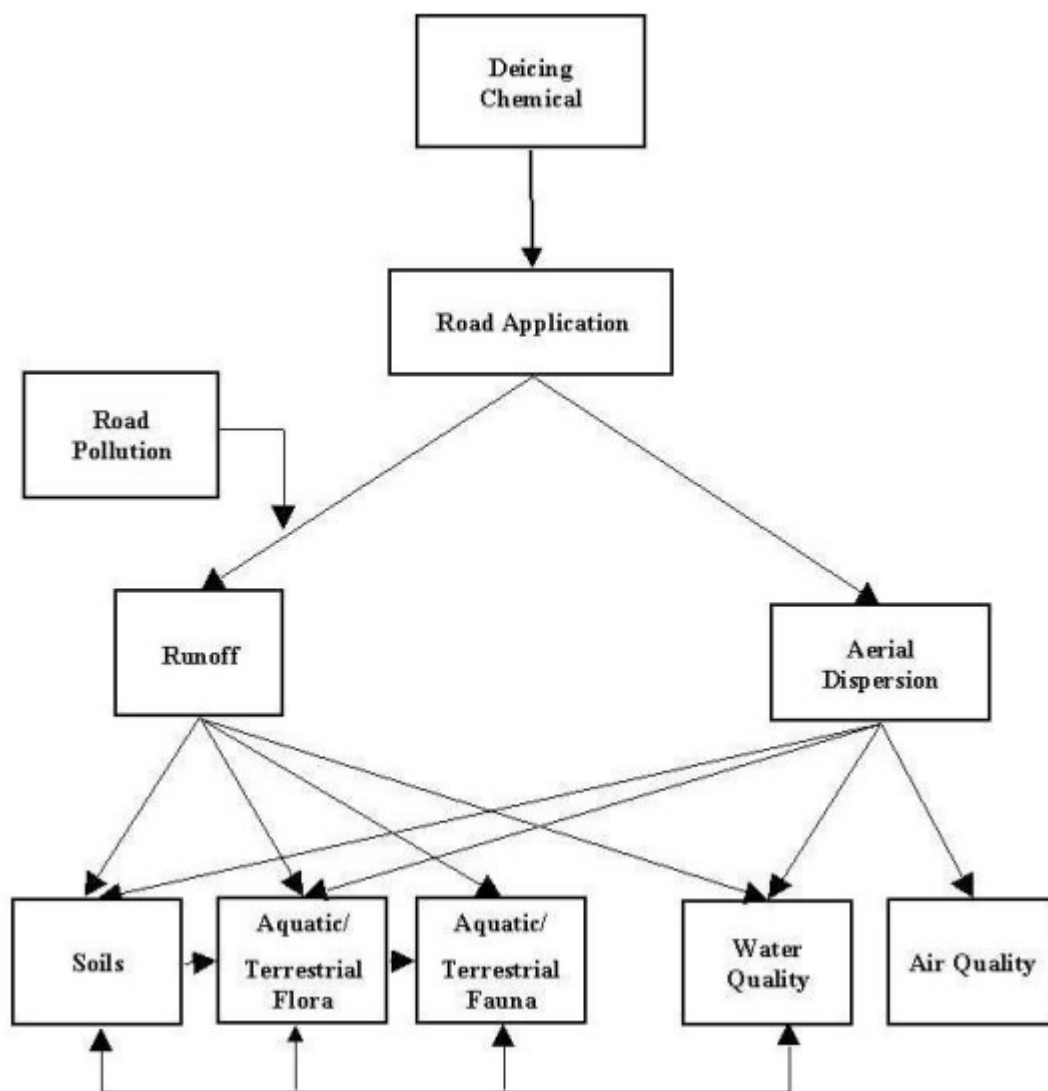 Deicing
Chemical
Road Application
Road
Pollution
Runoff
Aerial
Dispersion
Soils
Aquatic/
Terrestrial
Flora
Aquatic/
Terrestrial
Fauna
Water
Quality
Air Quality